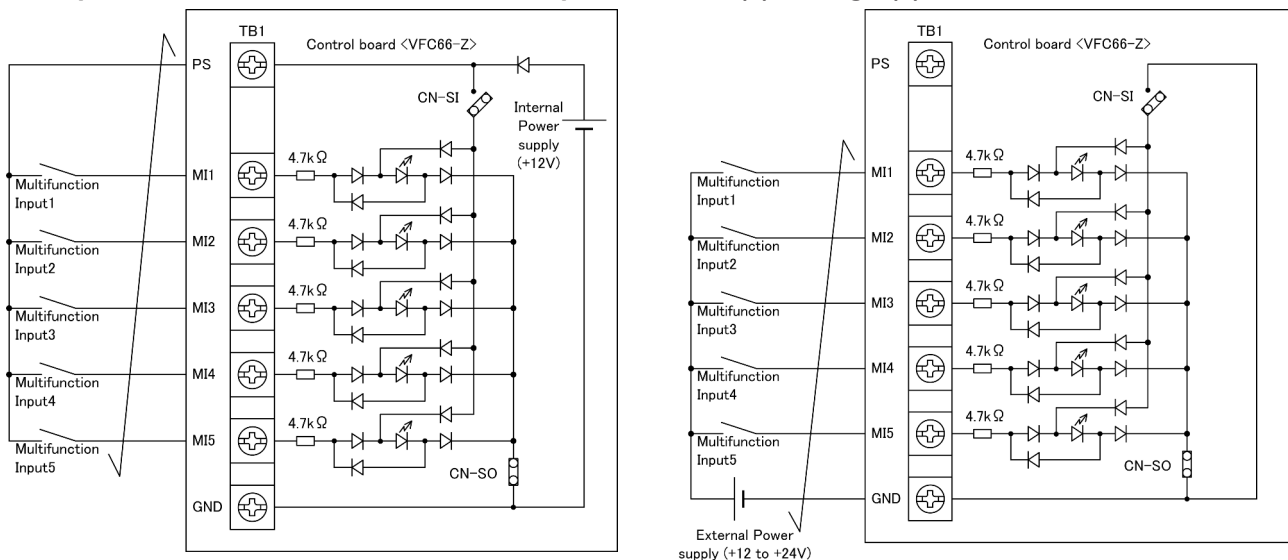 TB1
Control board <VFC66-Z>
PS
CN-SI
Internal
Power
supply
(+12V)
4.7kΩ
MI1
Multifunction
Input1
4.7kΩ
MI2
Multifunction
Input2
4.7kΩ
MI3
Multifunction
Input3
4.7kΩ
MI4
Multifunction
Input4
4.7kΩ
MI5
Multifunction
Input5
CN-SO
GND
TB1
Control board <VFC66-Z>
PS
CN-SI
4.7kΩ
MI1
Multifunction
Input1
4.7kΩ
MI2
Multifunction
Input2
4.7kΩ
MI3
Multifunction
Input3
4.7kΩ
MI4
Multifunction
Input4
4.7kΩ
MI5
Multifunction
Input5
CN-SO
GND
External Power
supply (+12 to +24V)